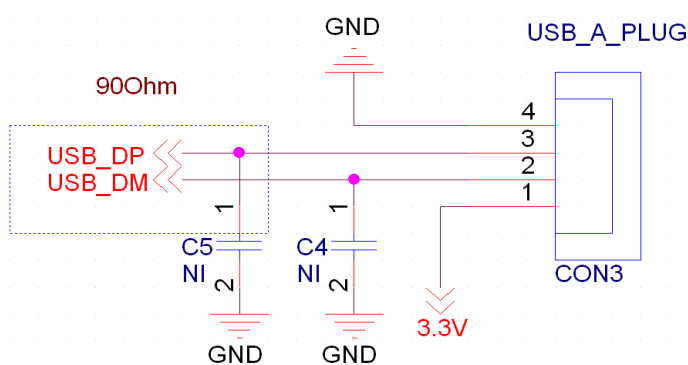 GND
USB_A_PLUG
90Ohm
4
3
USB_DP
2
USB_DM
1
1
1
C5
C4
NI
NI
2
2
CON3
3.3V
GND
GND